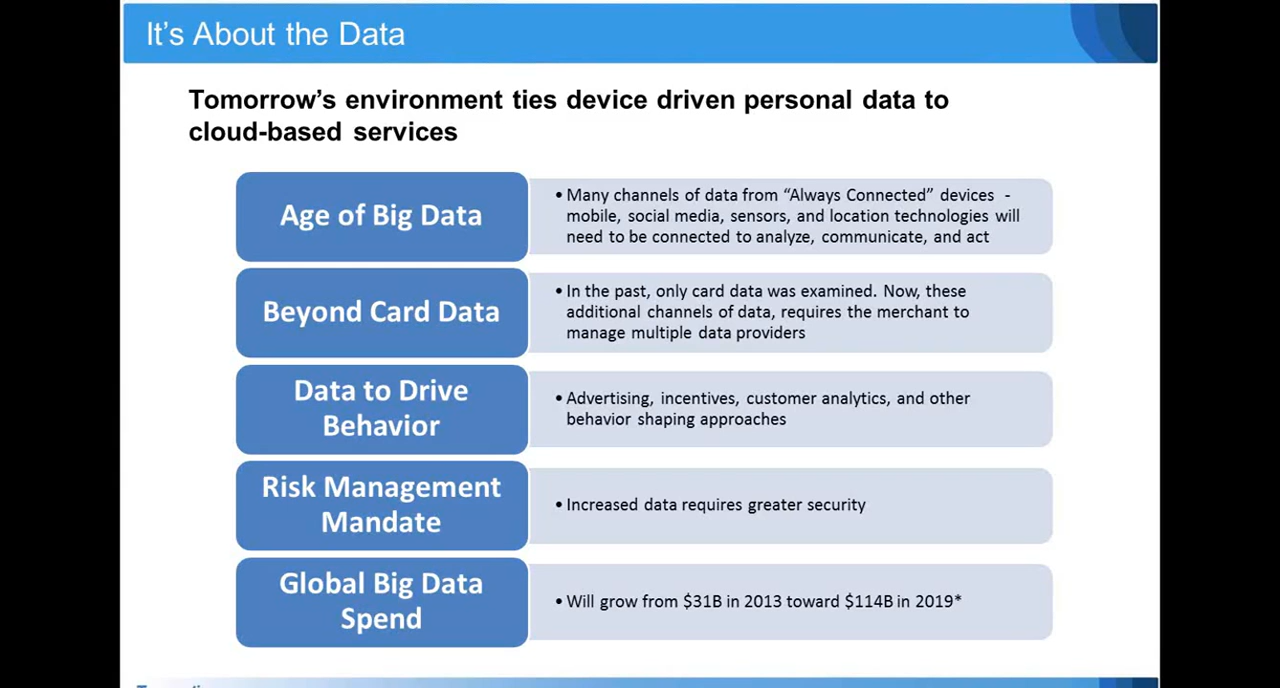 It's About the Data
Tomorrow's environment ties device driven personal data to
cloud-based services
Age of Big Data
• Many channels of data from “Always Connected” devices -
mobile, social media, sensors, and location technologies will
need to be connected to analyze, communicate, and act
Beyond Card Data
• In the past, only card data was examined. Now, these
additional channels of data, requires the merchant to
manage multiple data providers
Data to Drive
Behavior
• Advertising, incentives, customer analytics, and other
behavior shaping approaches
Risk Management
Mandate
• Increased data requires greater security
Global Big Data
Spend
• Will grow from $31B in 2013 toward $114B in 2019*